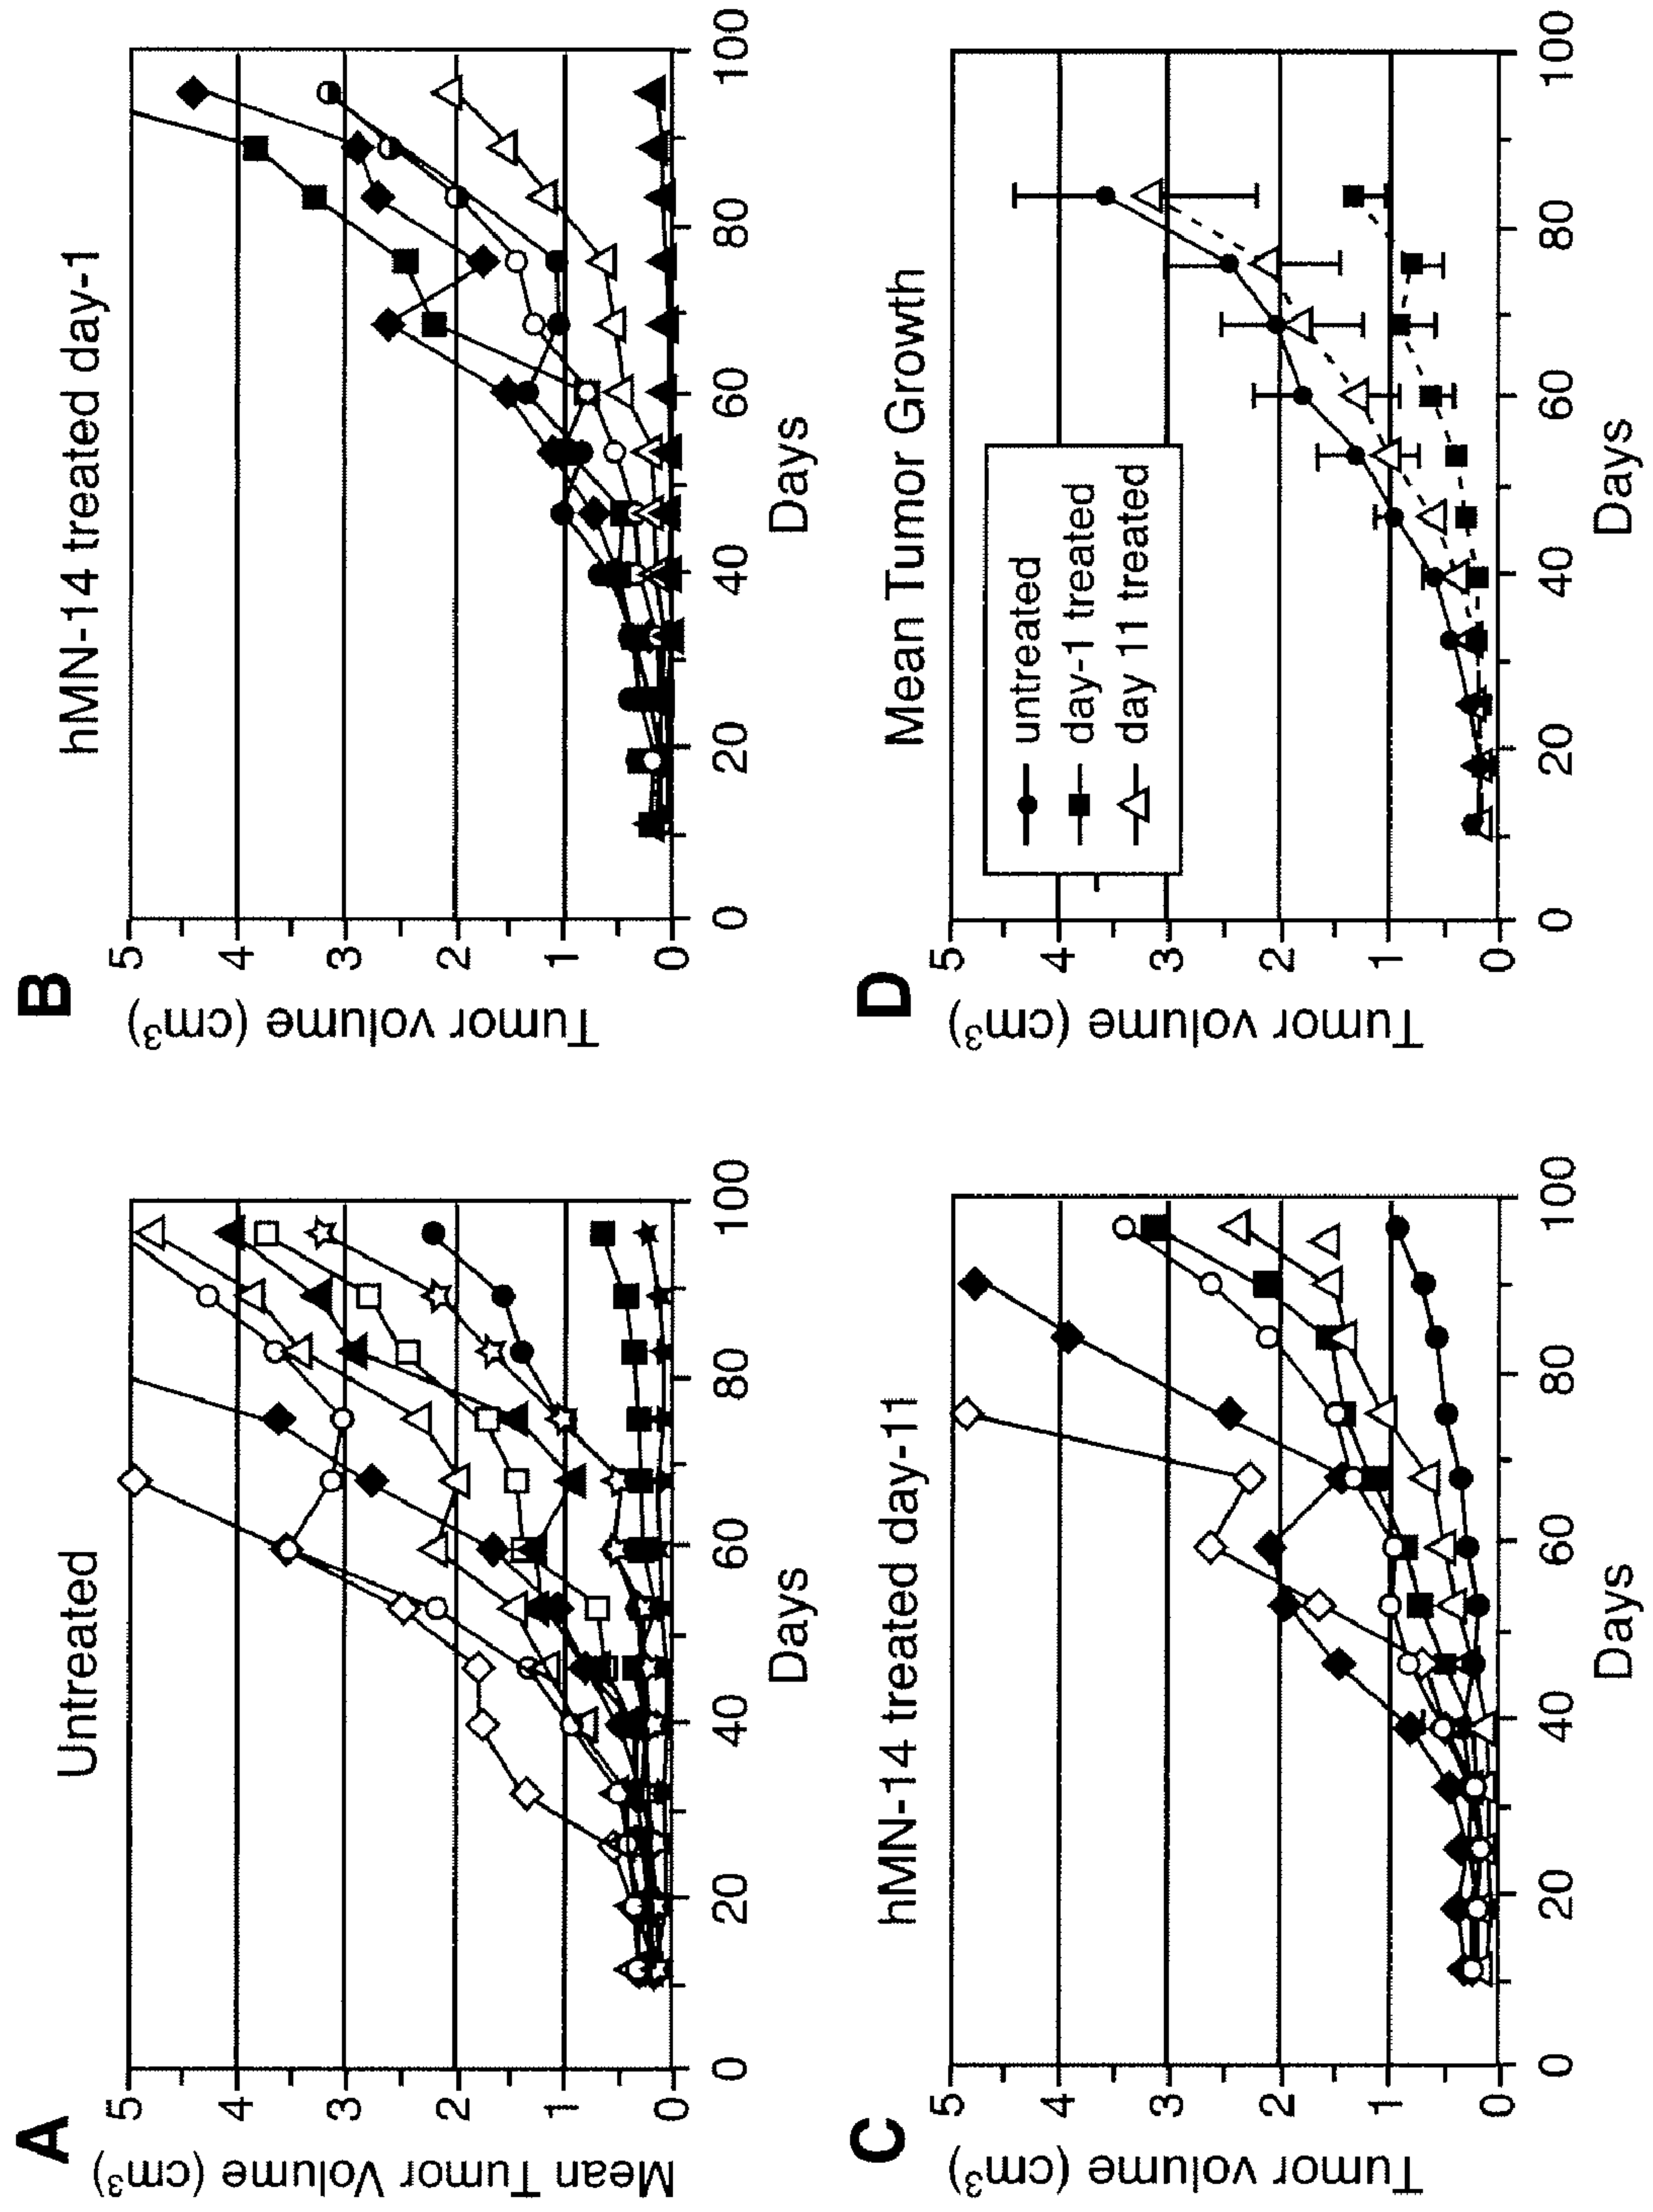 A
Untreated
Mean Tumor Volume (cm³)
5
4
3
2
1
0
0 20 40 60 80 100
Days
B
hMN-14 treated day-1
Tumor volume (cm³)
5
4
3
2
1
0
0 20 40 60 80 100
Days
C
hMN-14 treated day-11
Tumor volume (cm³)
5
4
3
2
1
0
0 20 40 60 80 100
Days
D
Mean Tumor Growth
Tumor volume (cm³)
5
4
3
2
1
0
untreated
day-1 treated
day 11 treated
0 20 40 60 80 100
Days